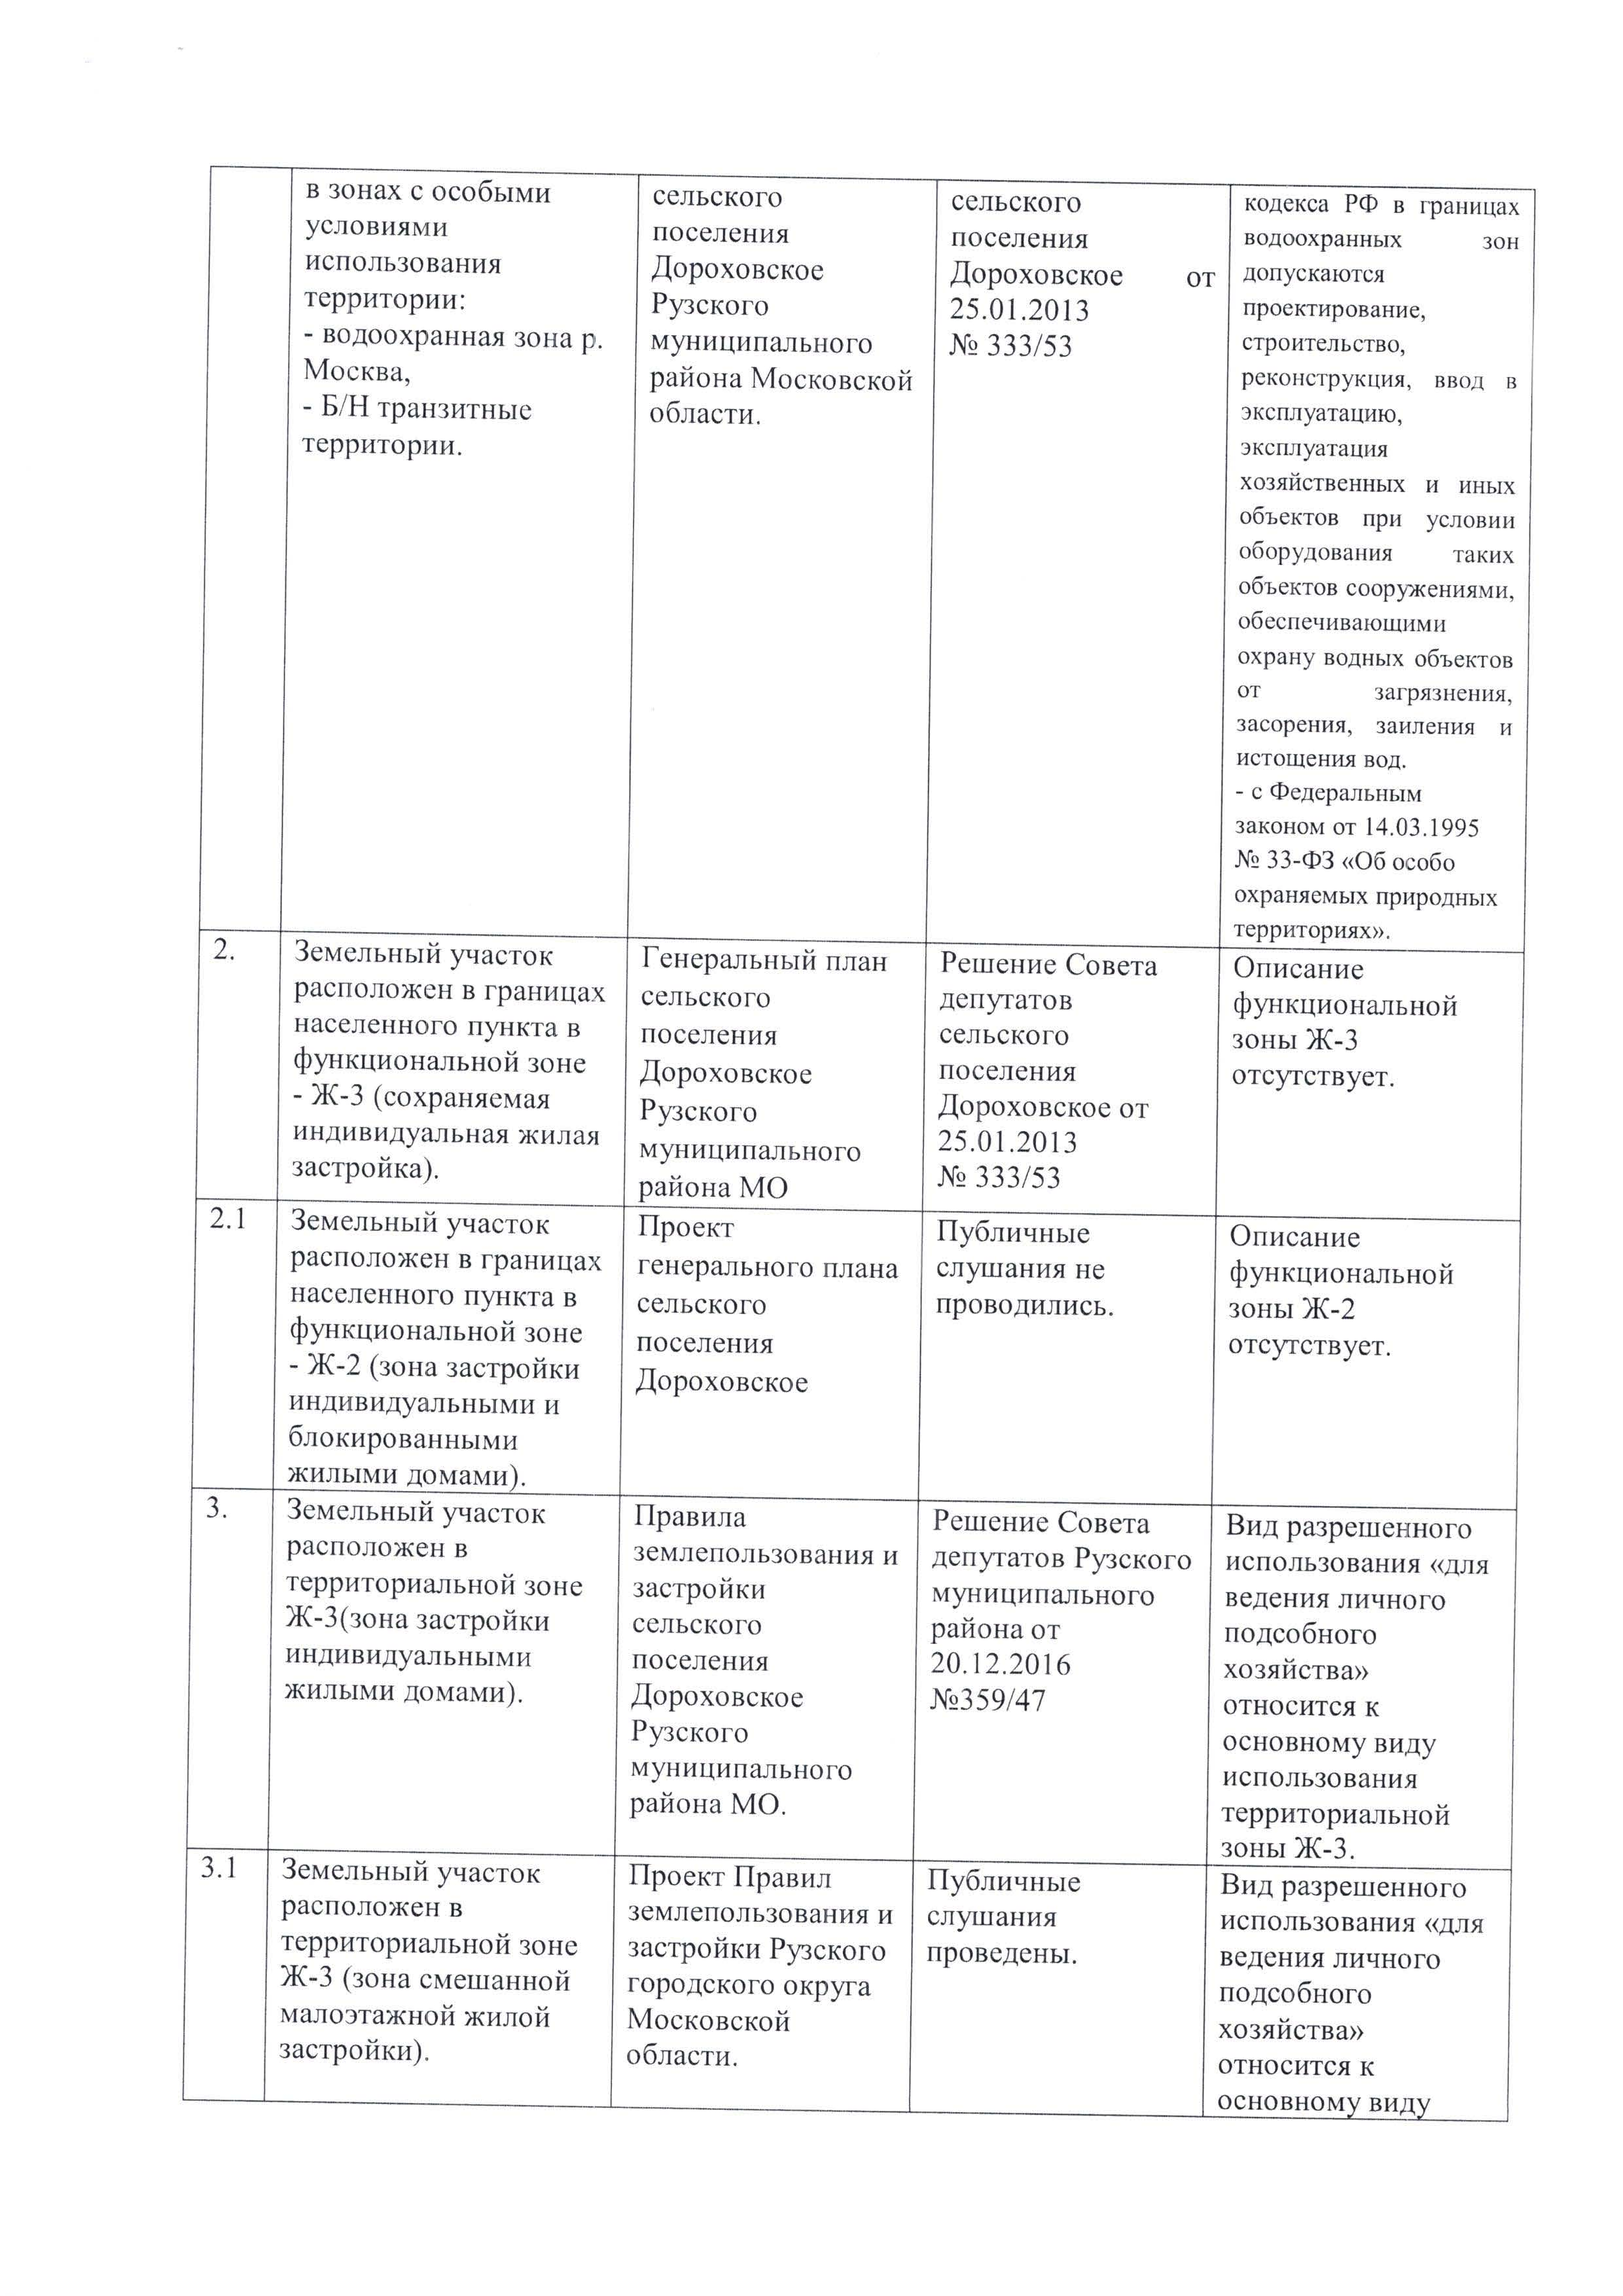 в зонах с особыми
условиями
использования
территории:
- водоохранная зона р.
Москва,
- Б/Н транзитные
территории.
сельского
поселения
Дороховское
Рузского
муниципального
района Московской
области.
сельского
поселения
Дороховское от
25.01.2013
№ 333/53
кодекса РФ в границах
водоохранных зон
допускаются
проектирование,
строительство,
реконструкция, ввод в
эксплуатацию,
эксплуатация
хозяйственных и иных
объектов при условии
оборудования таких
объектов сооружениями,
обеспечивающими
охрану водных объектов
от загрязнения,
засорения, заиления и
истощения вод.
- с Федеральным
законом от 14.03.1995
№ 33-ФЗ «Об особо
охраняемых природных
территориях».
2.
Земельный участок
расположен в границах
населенного пункта в
функциональной зоне
- Ж-3 (сохраняемая
индивидуальная жилая
застройка).
Генеральный план
сельского
поселения
Дороховское
Рузского
муниципального
района МО
Решение Совета
депутатов
сельского
поселения
Дороховское от
25.01.2013
№ 333/53
Описание
функциональной
зоны Ж-3
отсутствует.
2.1
Земельный участок
расположен в границах
населенного пункта в
функциональной зоне
- Ж-2 (зона застройки
индивидуальными и
блокированными
жилыми домами).
Проект
генерального плана
сельского
поселения
Дороховское
Публичные
слушания не
проводились.
Описание
функциональной
зоны Ж-2
отсутствует.
3.
Земельный участок
расположен в
территориальной зоне
Ж-3(зона застройки
индивидуальными
жилыми домами).
Правила
землепользования и
застройки
сельского
поселения
Дороховское
Рузского
муниципального
района МО.
Решение Совета
депутатов Рузского
муниципального
района от
20.12.2016
№359/47
Вид разрешенного
использования «для
ведения личного
подсобного
хозяйства»
относится к
основному виду
использования
территориальной
зоны Ж-3.
3.1
Земельный участок
расположен в
территориальной зоне
Ж-3 (зона смешанной
малоэтажной жилой
застройки).
Проект Правил
землепользования и
застройки Рузского
городского округа
Московской
области.
Публичные
слушания
проведены.
Вид разрешенного
использования «для
ведения личного
подсобного
хозяйства»
относится к
основному виду